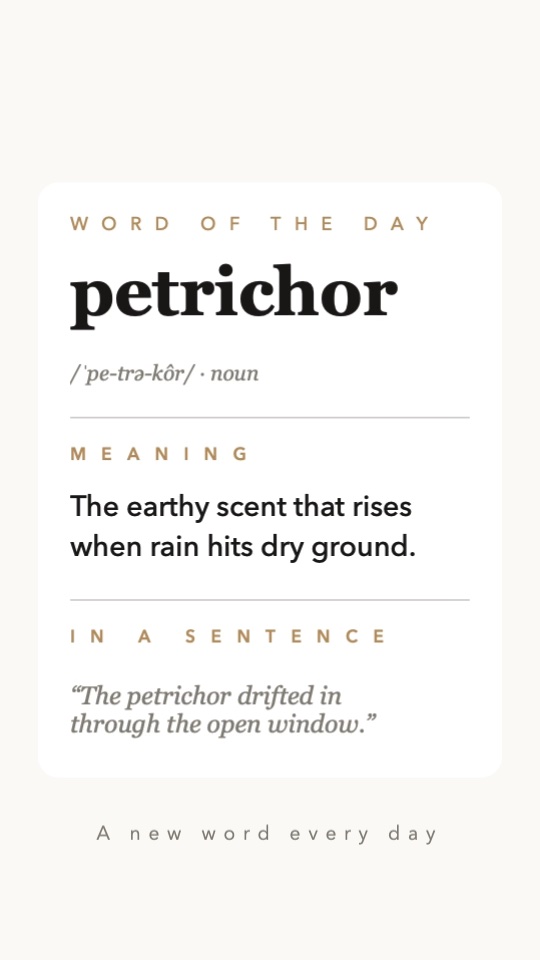 WORD OF THE DAY
petrichor
/ˈpe-trə-kôr/ · noun
MEANING
The earthy scent that rises
when rain hits dry ground.
IN A SENTENCE
“The petrichor drifted in
through the open window.”
A new word every day